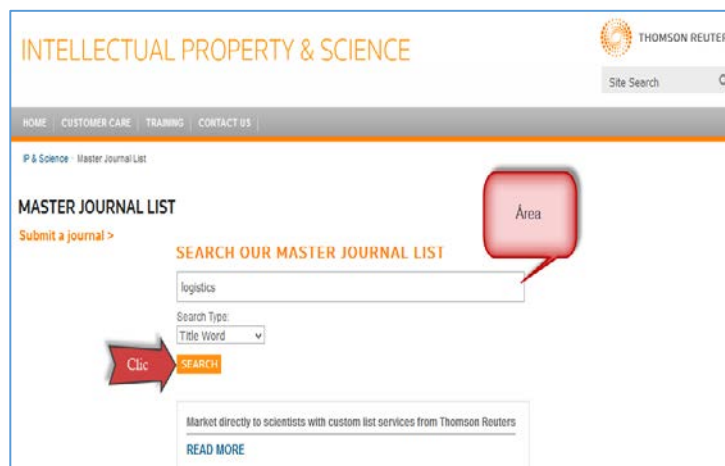 INTELLECTUAL PROPERTY & SCIENCE
THOMSON REUTER
Site Search
HOME | CUSTOMER CARE | TRAINING | CONTACT US |
IP & Science - Master Journal List
MASTER JOURNAL LIST
Submit a journal >
Área
SEARCH OUR MASTER JOURNAL LIST
logistics
Search Type:
Title Word
Clic
SEARCH
Market directly to scientists with custom list services from Thomson Reuters
READ MORE